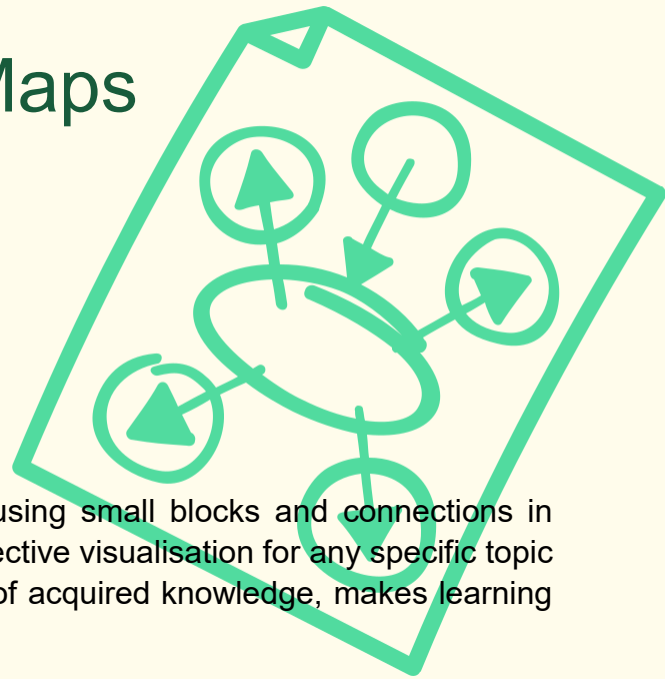 Maps
using small blocks and connections in
ective visualisation for any specific topic
of acquired knowledge, makes learning